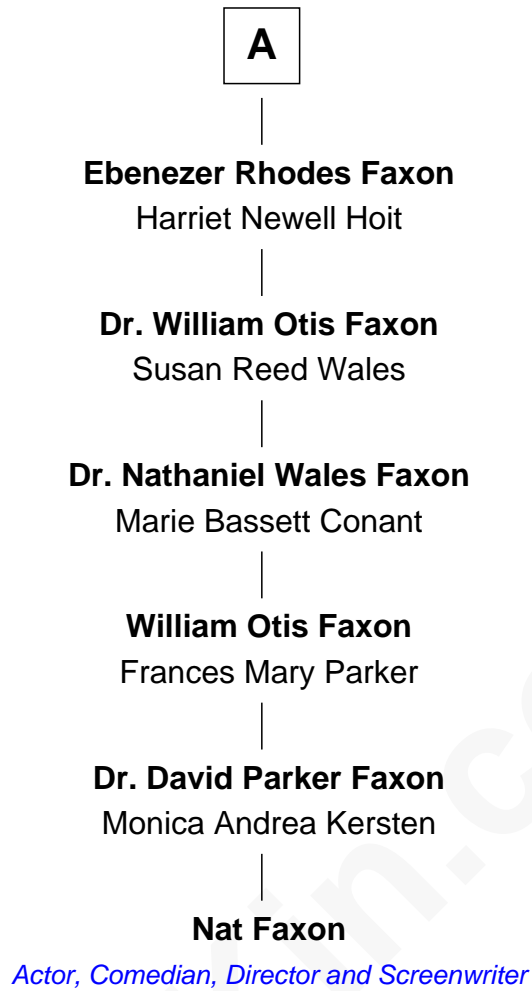 A
Ebenezer Rhodes Faxon
Harriet Newell Hoit
Dr. William Otis Faxon
Susan Reed Wales
Dr. Nathaniel Wales Faxon
Marie Bassett Conant
William Otis Faxon
Frances Mary Parker
Dr. David Parker Faxon
Monica Andrea Kersten
Nat Faxon
Actor, Comedian, Director and Screenwriter